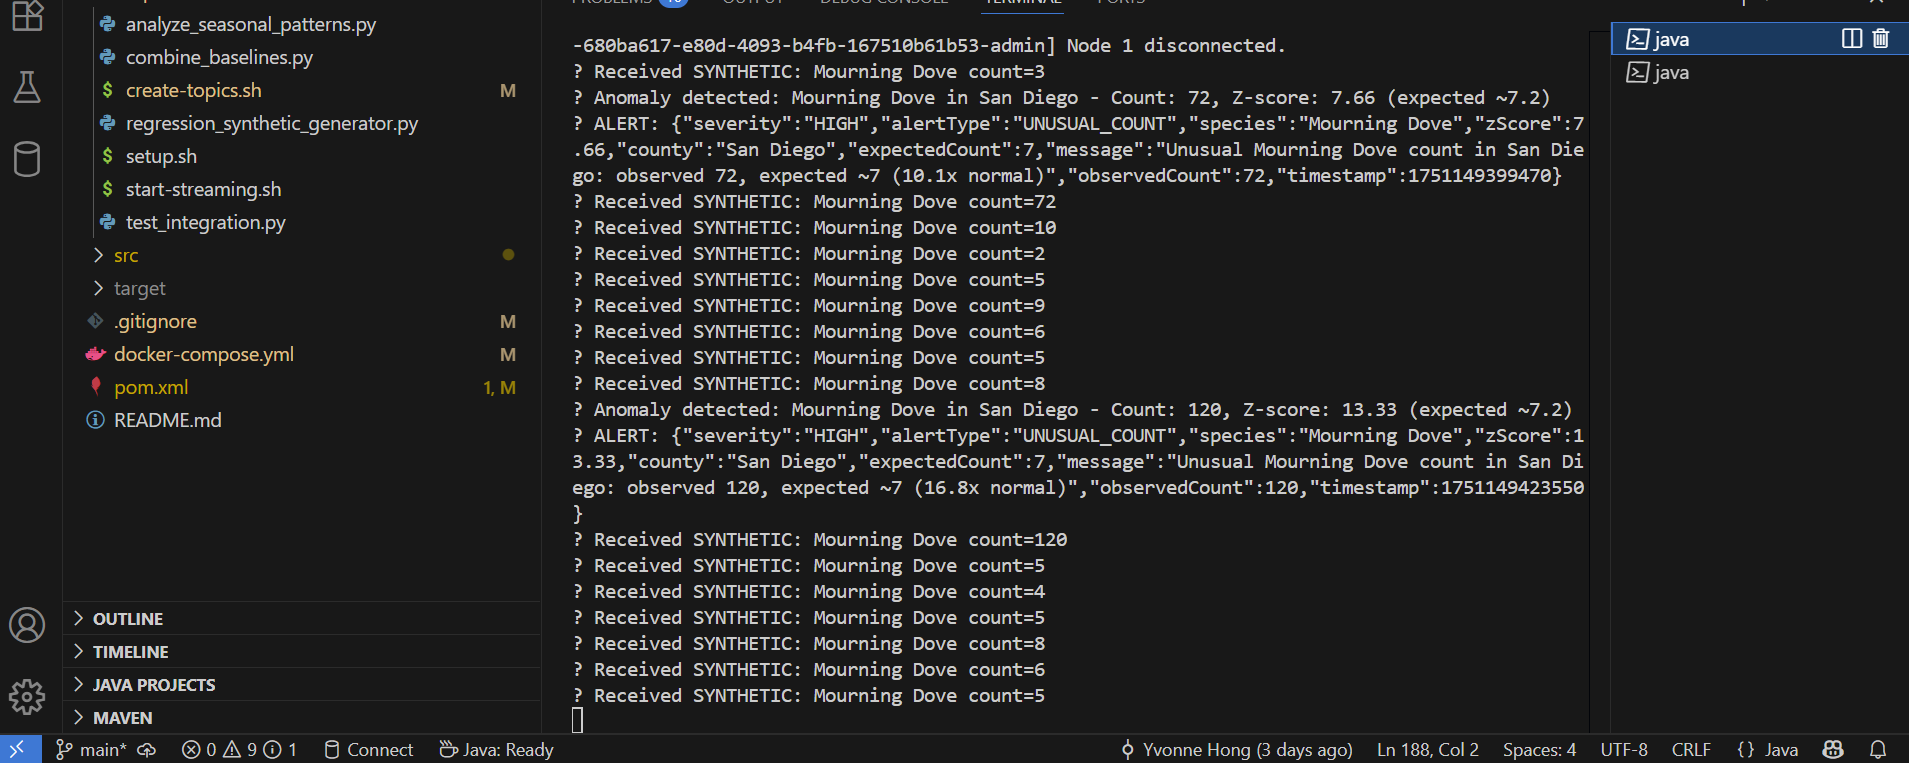 PROBLEMS
OUTPUT
DEBUG CONSOLE
TERMINAL
PORTS
analyze_seasonal_patterns.py
combine_baselines.py
create-topics.sh M
regression_synthetic_generator.py
setup.sh
start-streaming.sh
test_integration.py
src
target
.gitignore M
docker-compose.yml M
pom.xml 1, M
README.md
OUTLINE
TIMELINE
JAVA PROJECTS
MAVEN
-680ba617-e80d-4093-b4fb-167510b61b53-admin] Node 1 disconnected.
? Received SYNTHETIC: Mourning Dove count=3
? Anomaly detected: Mourning Dove in San Diego - Count: 72, Z-score: 7.66 (expected ~7.2)
? ALERT: {"severity":"HIGH","alertType":"UNUSUAL_COUNT","species":"Mourning Dove","zScore":7
.66,"county":"San Diego","expectedCount":7,"message":"Unusual Mourning Dove count in San Die
go: observed 72, expected ~7 (10.1x normal)","observedCount":72,"timestamp":1751149399470}
? Received SYNTHETIC: Mourning Dove count=72
? Received SYNTHETIC: Mourning Dove count=10
? Received SYNTHETIC: Mourning Dove count=2
? Received SYNTHETIC: Mourning Dove count=5
? Received SYNTHETIC: Mourning Dove count=9
? Received SYNTHETIC: Mourning Dove count=6
? Received SYNTHETIC: Mourning Dove count=5
? Received SYNTHETIC: Mourning Dove count=8
? Anomaly detected: Mourning Dove in San Diego - Count: 120, Z-score: 13.33 (expected ~7.2)
? ALERT: {"severity":"HIGH","alertType":"UNUSUAL_COUNT","species":"Mourning Dove","zScore":1
3.33,"county":"San Diego","expectedCount":7,"message":"Unusual Mourning Dove count in San Di
ego: observed 120, expected ~7 (16.8x normal)","observedCount":120,"timestamp":1751149423550
}
? Received SYNTHETIC: Mourning Dove count=120
? Received SYNTHETIC: Mourning Dove count=5
? Received SYNTHETIC: Mourning Dove count=4
? Received SYNTHETIC: Mourning Dove count=5
? Received SYNTHETIC: Mourning Dove count=8
? Received SYNTHETIC: Mourning Dove count=6
? Received SYNTHETIC: Mourning Dove count=5
java
java
main* 0 9 1 Connect Java: Ready Yvonne Hong (3 days ago) Ln 188, Col 2 Spaces: 4 UTF-8 CRLF {} Java